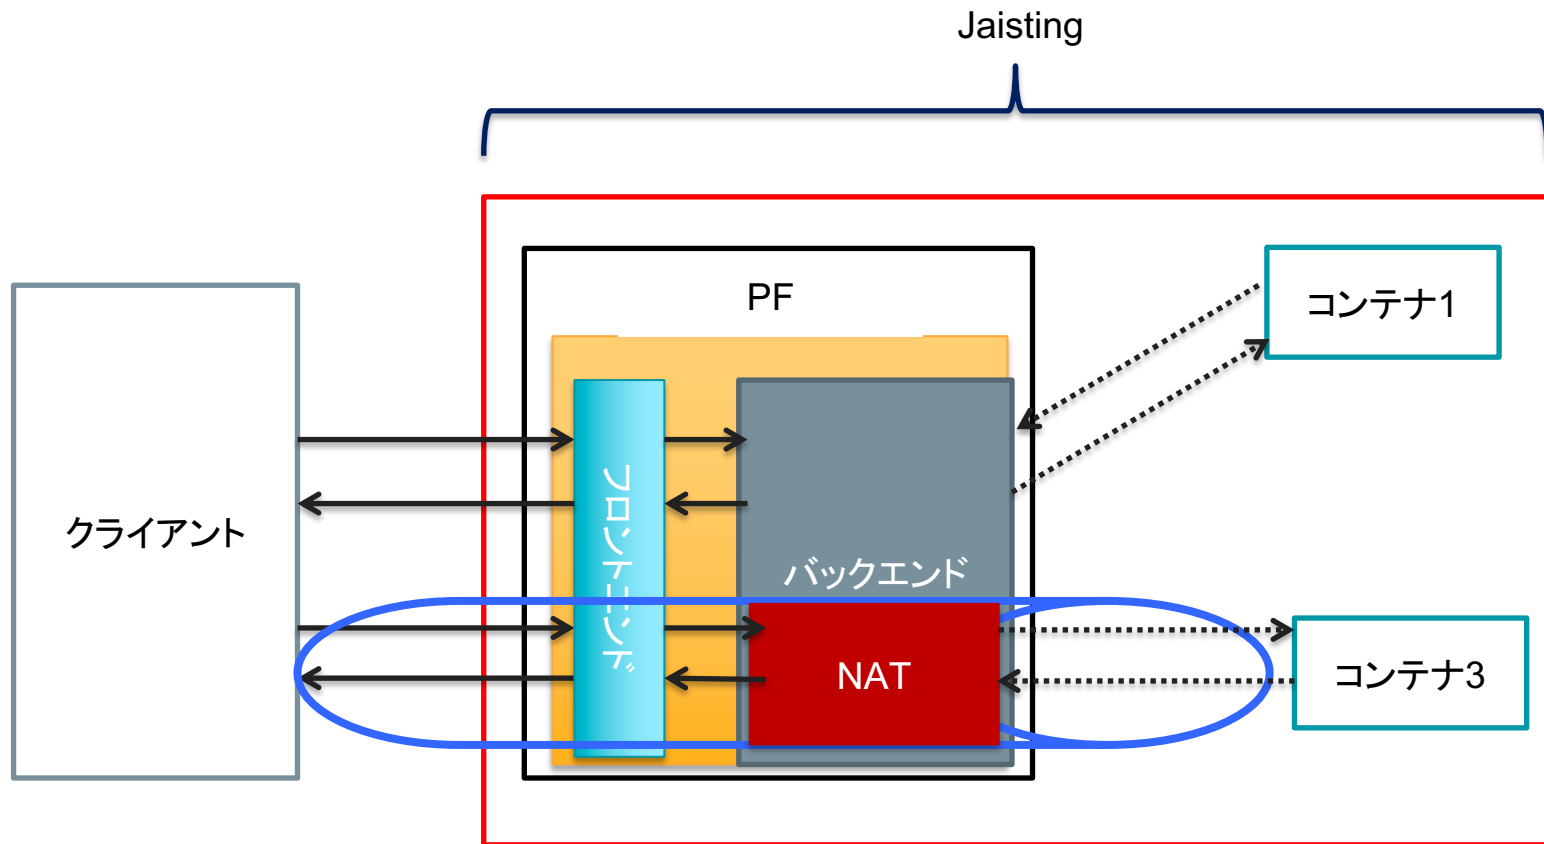 Jaisting
PF
コンテナ1
クライアント
フロントエンド
バックエンド
NAT
コンテナ3